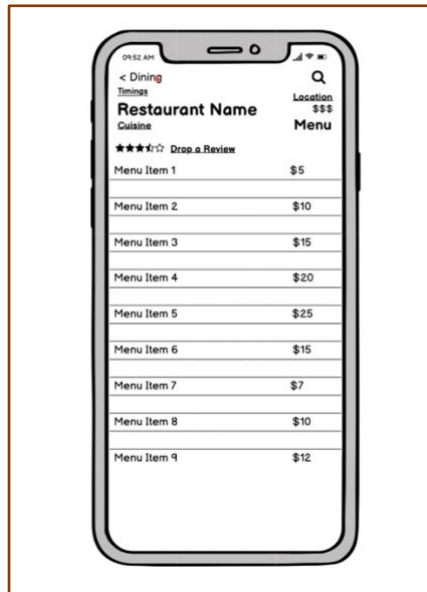 09:52 AM
< Dining
Timings
Location
Restaurant Name
$$$
Cuisine
Menu
Drop a Review
Menu Item 1 $5
Menu Item 2 $10
Menu Item 3 $15
Menu Item 4 $20
Menu Item 5 $25
Menu Item 6 $15
Menu Item 7 $7
Menu Item 8 $10
Menu Item 9 $12